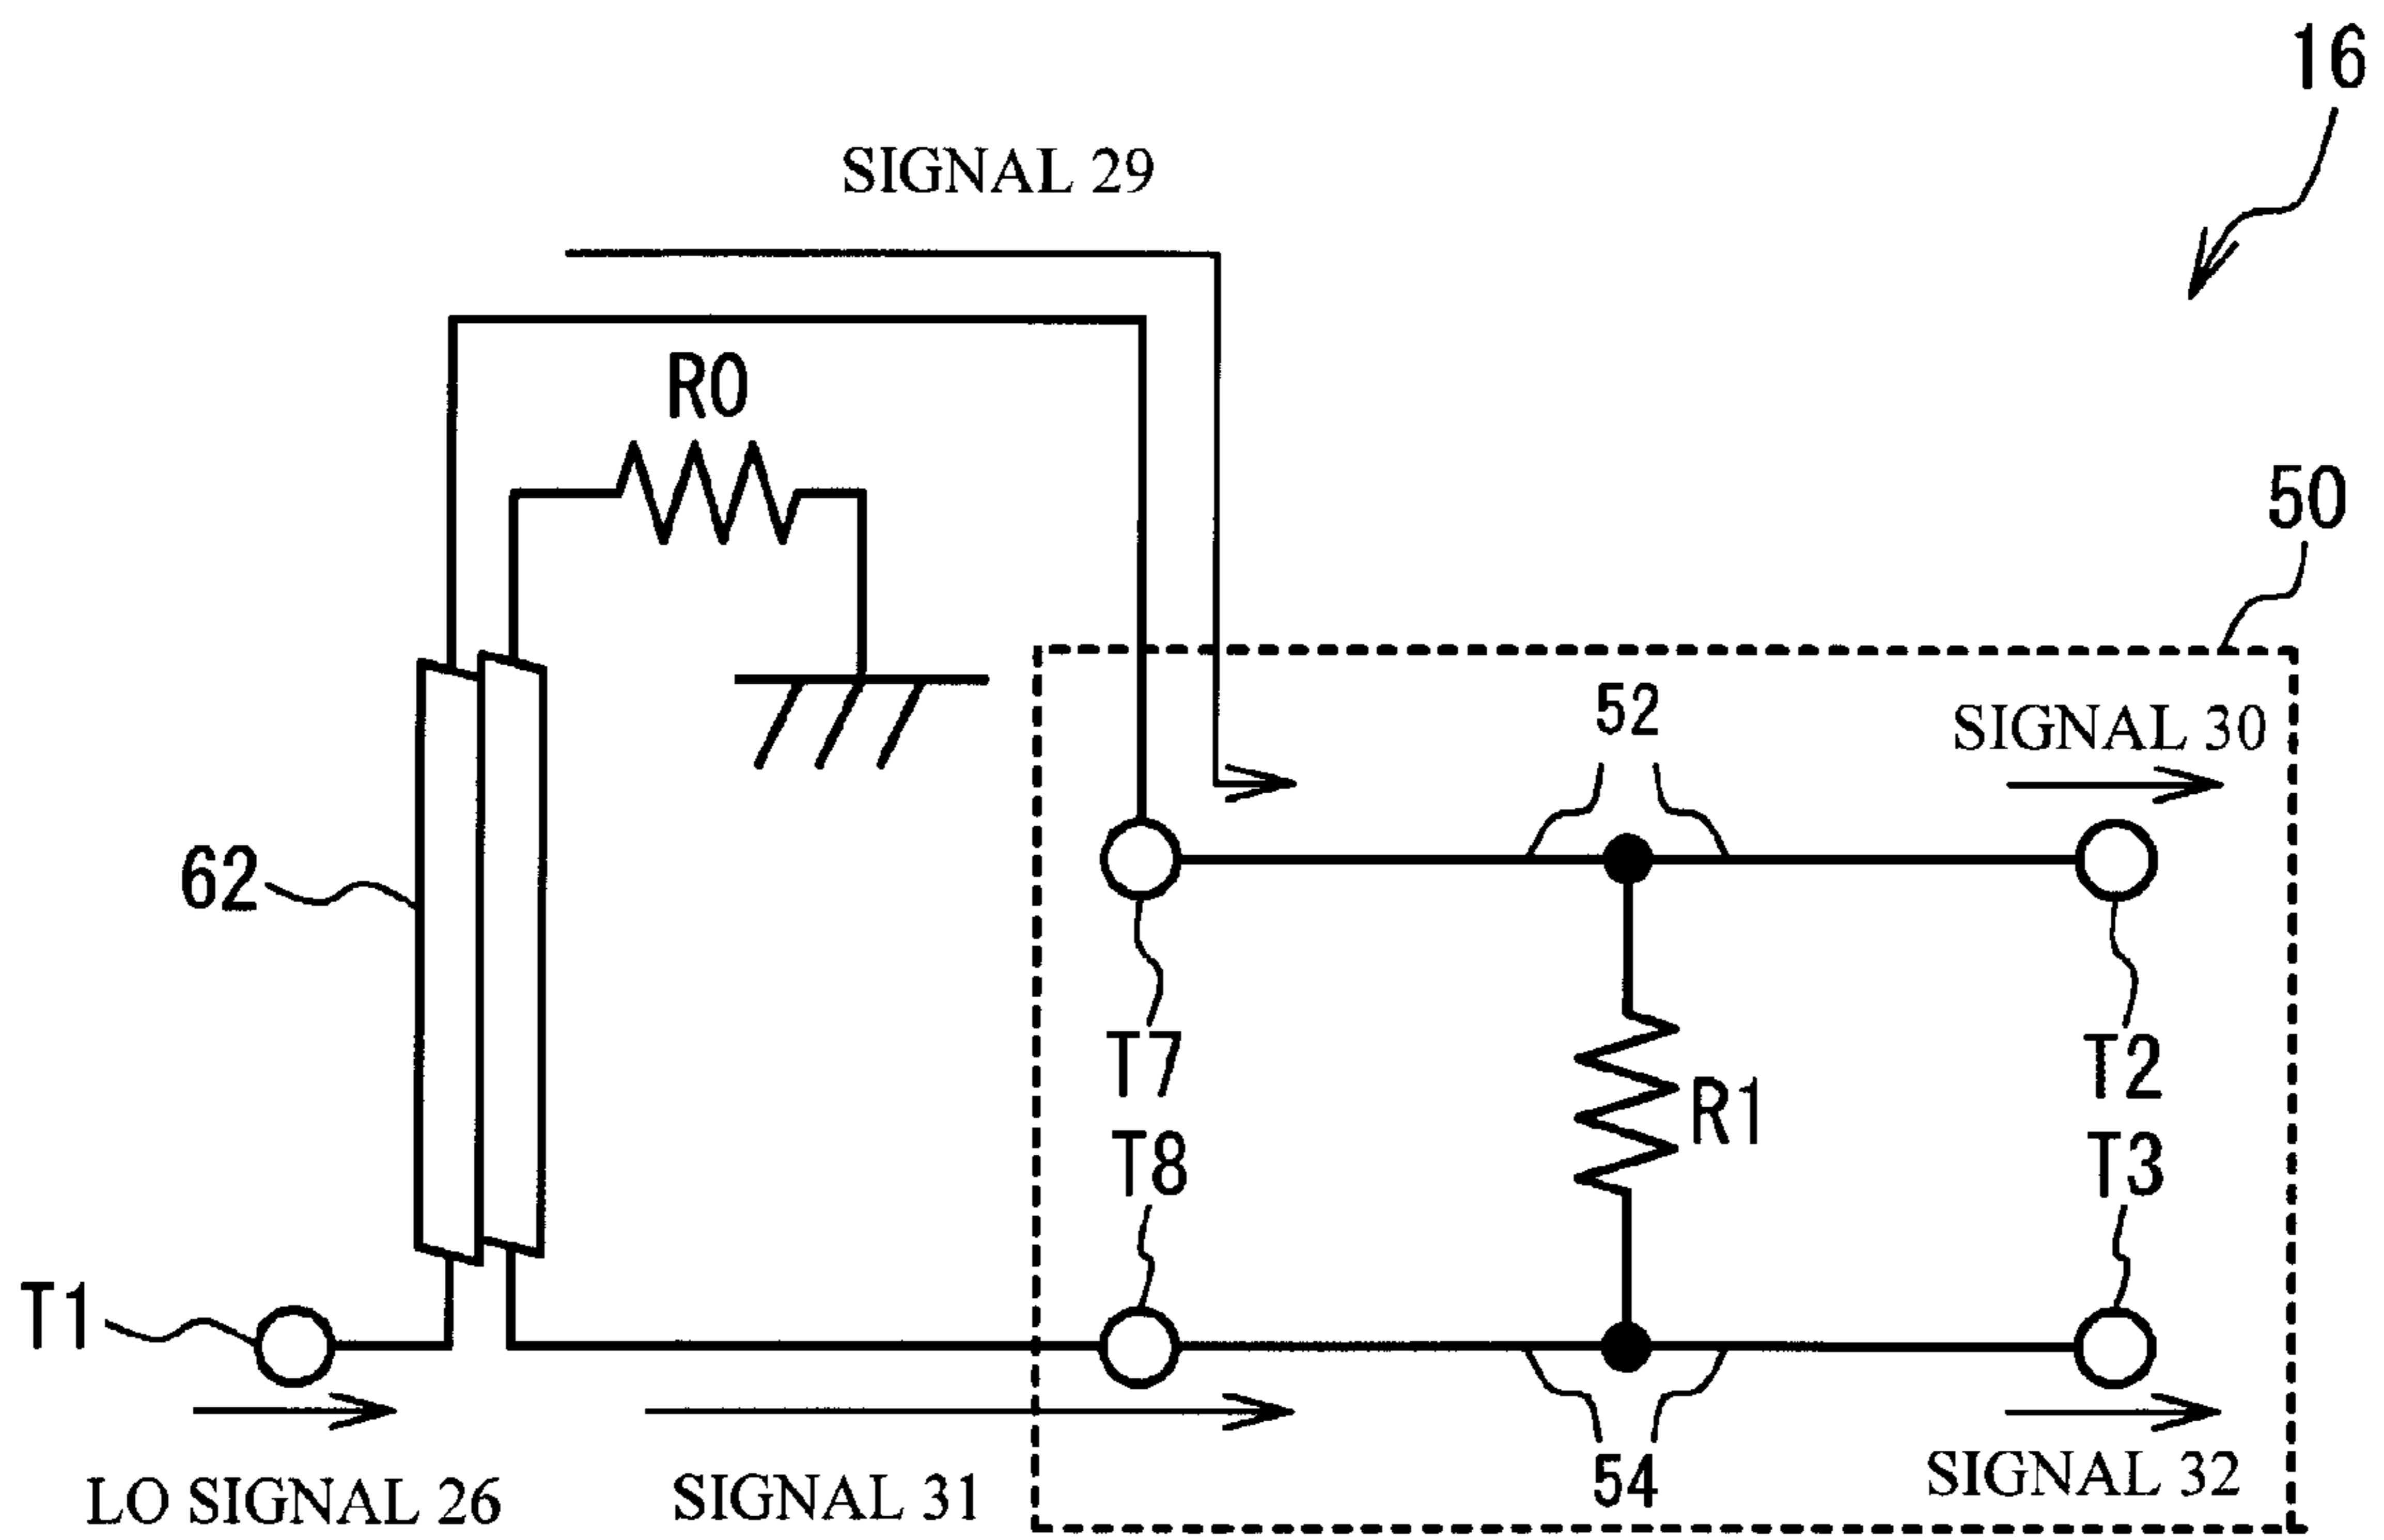 16
SIGNAL 29
R0
50
52
SIGNAL 30
62
T7
T2
R1
T8
T3
T1
54
LO SIGNAL 26
SIGNAL 31
SIGNAL 32